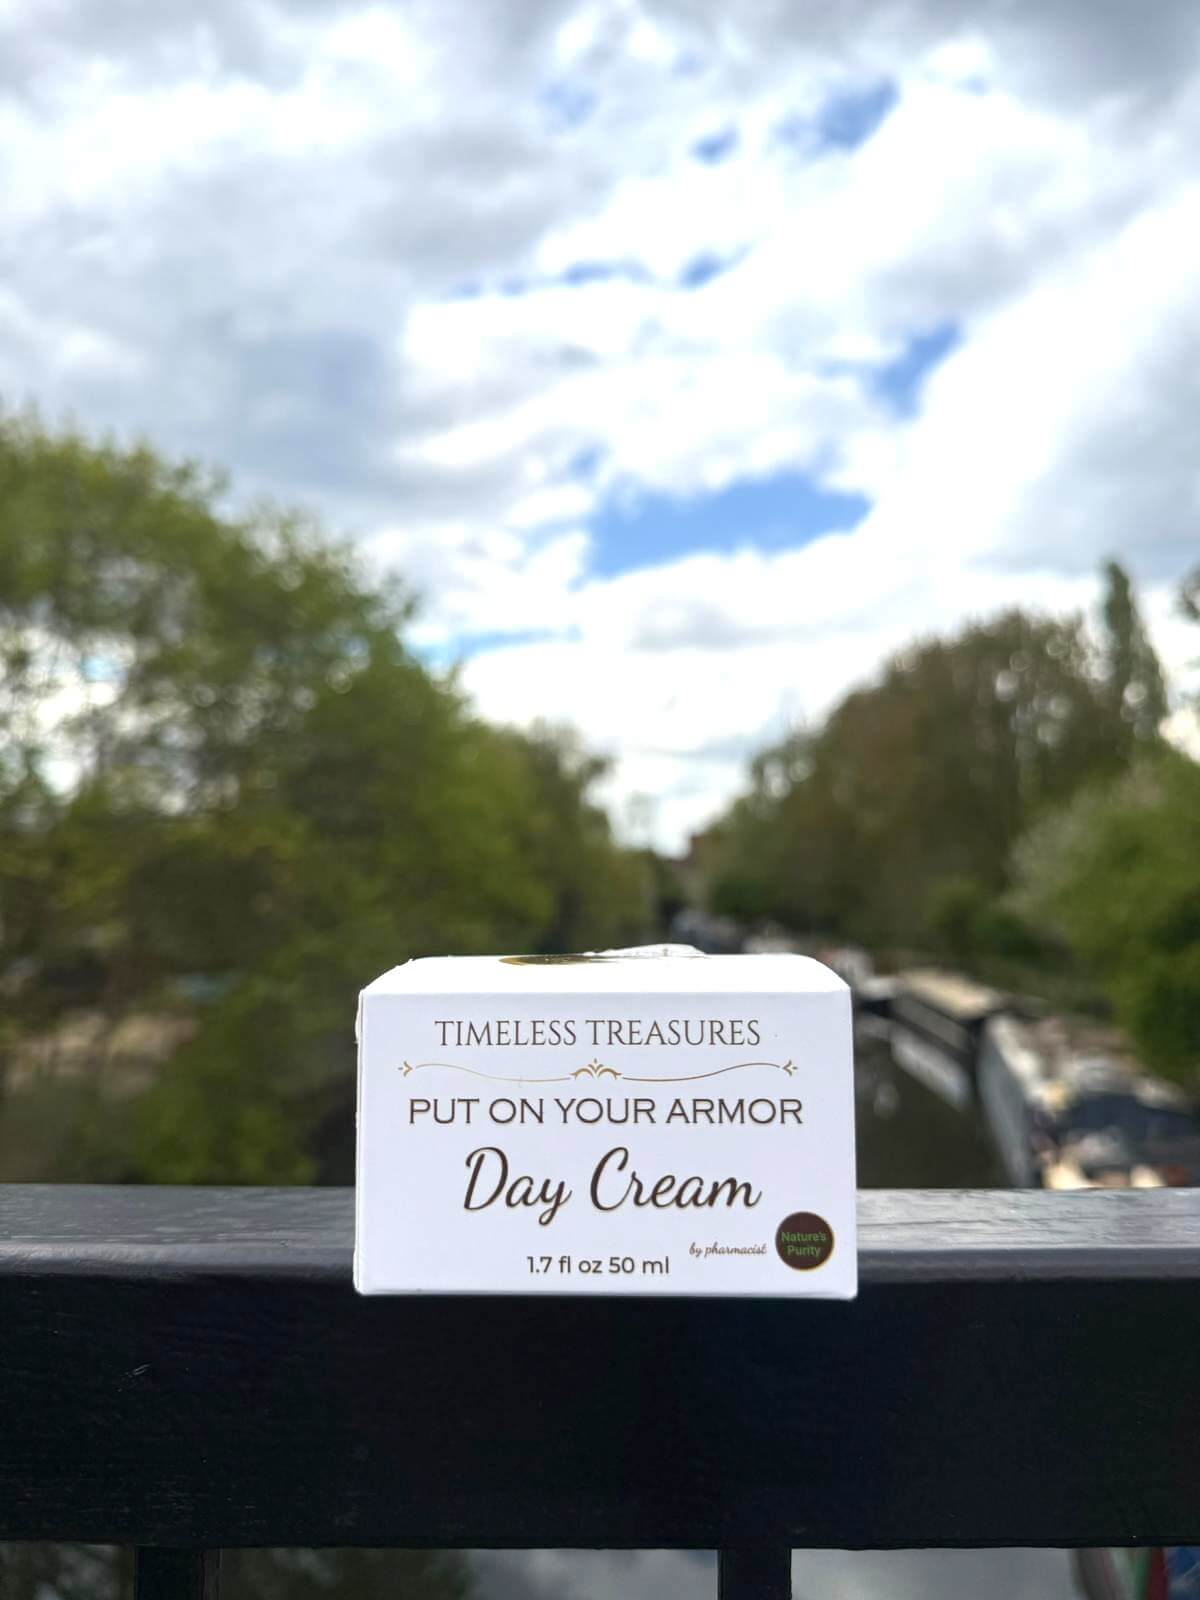 TIMELESS TREASURES
PUT ON YOUR ARMOR
Day Cream
1.7 fl oz 50 ml
by pharmacist
Nature's
Purity